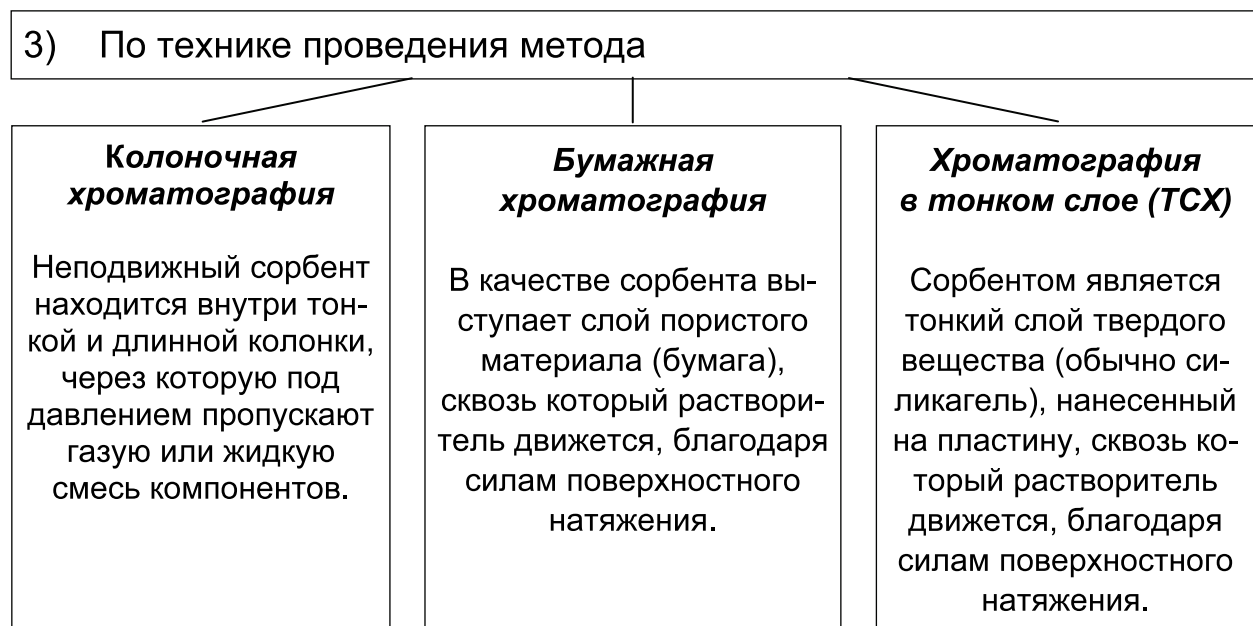 3) По технике проведения метода
Колоночная
хроматография
Неподвижный сорбент
находится внутри тон-
кой и длинной колонки,
через которую под
давлением пропускают
газую или жидкую
смесь компонентов.
Бумажная
хроматография
В качестве сорбента вы-
ступает слой пористого
материала (бумага),
сквозь который раствори-
тель движется, благодаря
силам поверхностного
натяжения.
Хроматография
в тонком слое (ТСХ)
Сорбентом является
тонкий слой твердого
вещества (обычно си-
ликагель), нанесенный
на пластину, сквозь ко-
торый растворитель
движется, благодаря
силам поверхностного
натяжения.